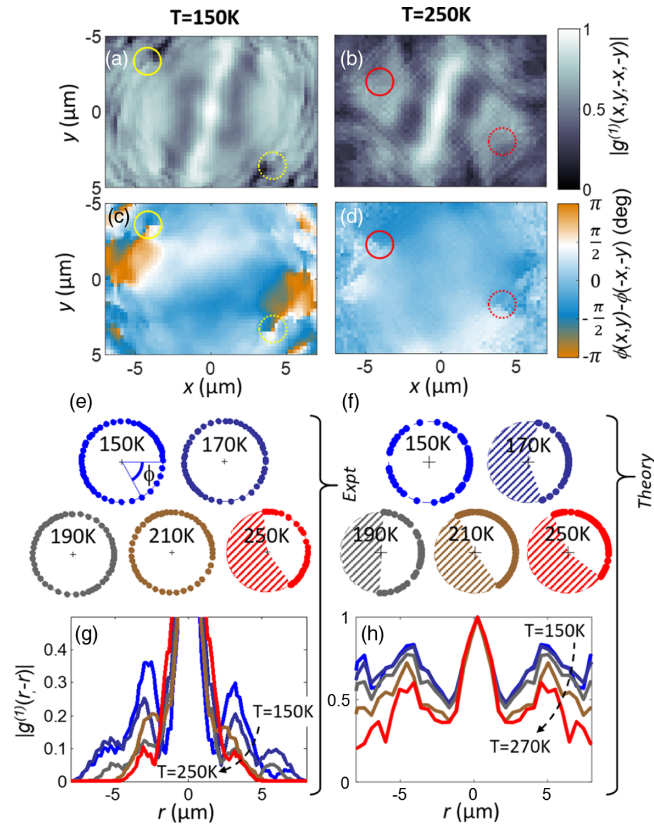 T=150K T=250K
(a) (b)
-5
0
5
y (μm)
1
0.5
0
|g⁽¹⁾(x,y;-x,-y)|
(c) (d)
-5
0
5
y (μm)
-5 0 5
-5 0 5
x (μm) x (μm)
π
π/2
0
-π/2
-π
ϕ(x,y)-ϕ(-x,-y) (deg)
(e) (f)
150K 170K
ϕ
190K 210K 250K
Expt
150K 170K
190K 210K 250K
Theory
(g)
0.4
0.3
0.2
0.1
0
|g⁽¹⁾(r,-r)|
T=150K
T=250K
-5 0 5
r (μm)
(h)
1
0.5
0
T=150K
T=270K
-5 0 5
r (μm)